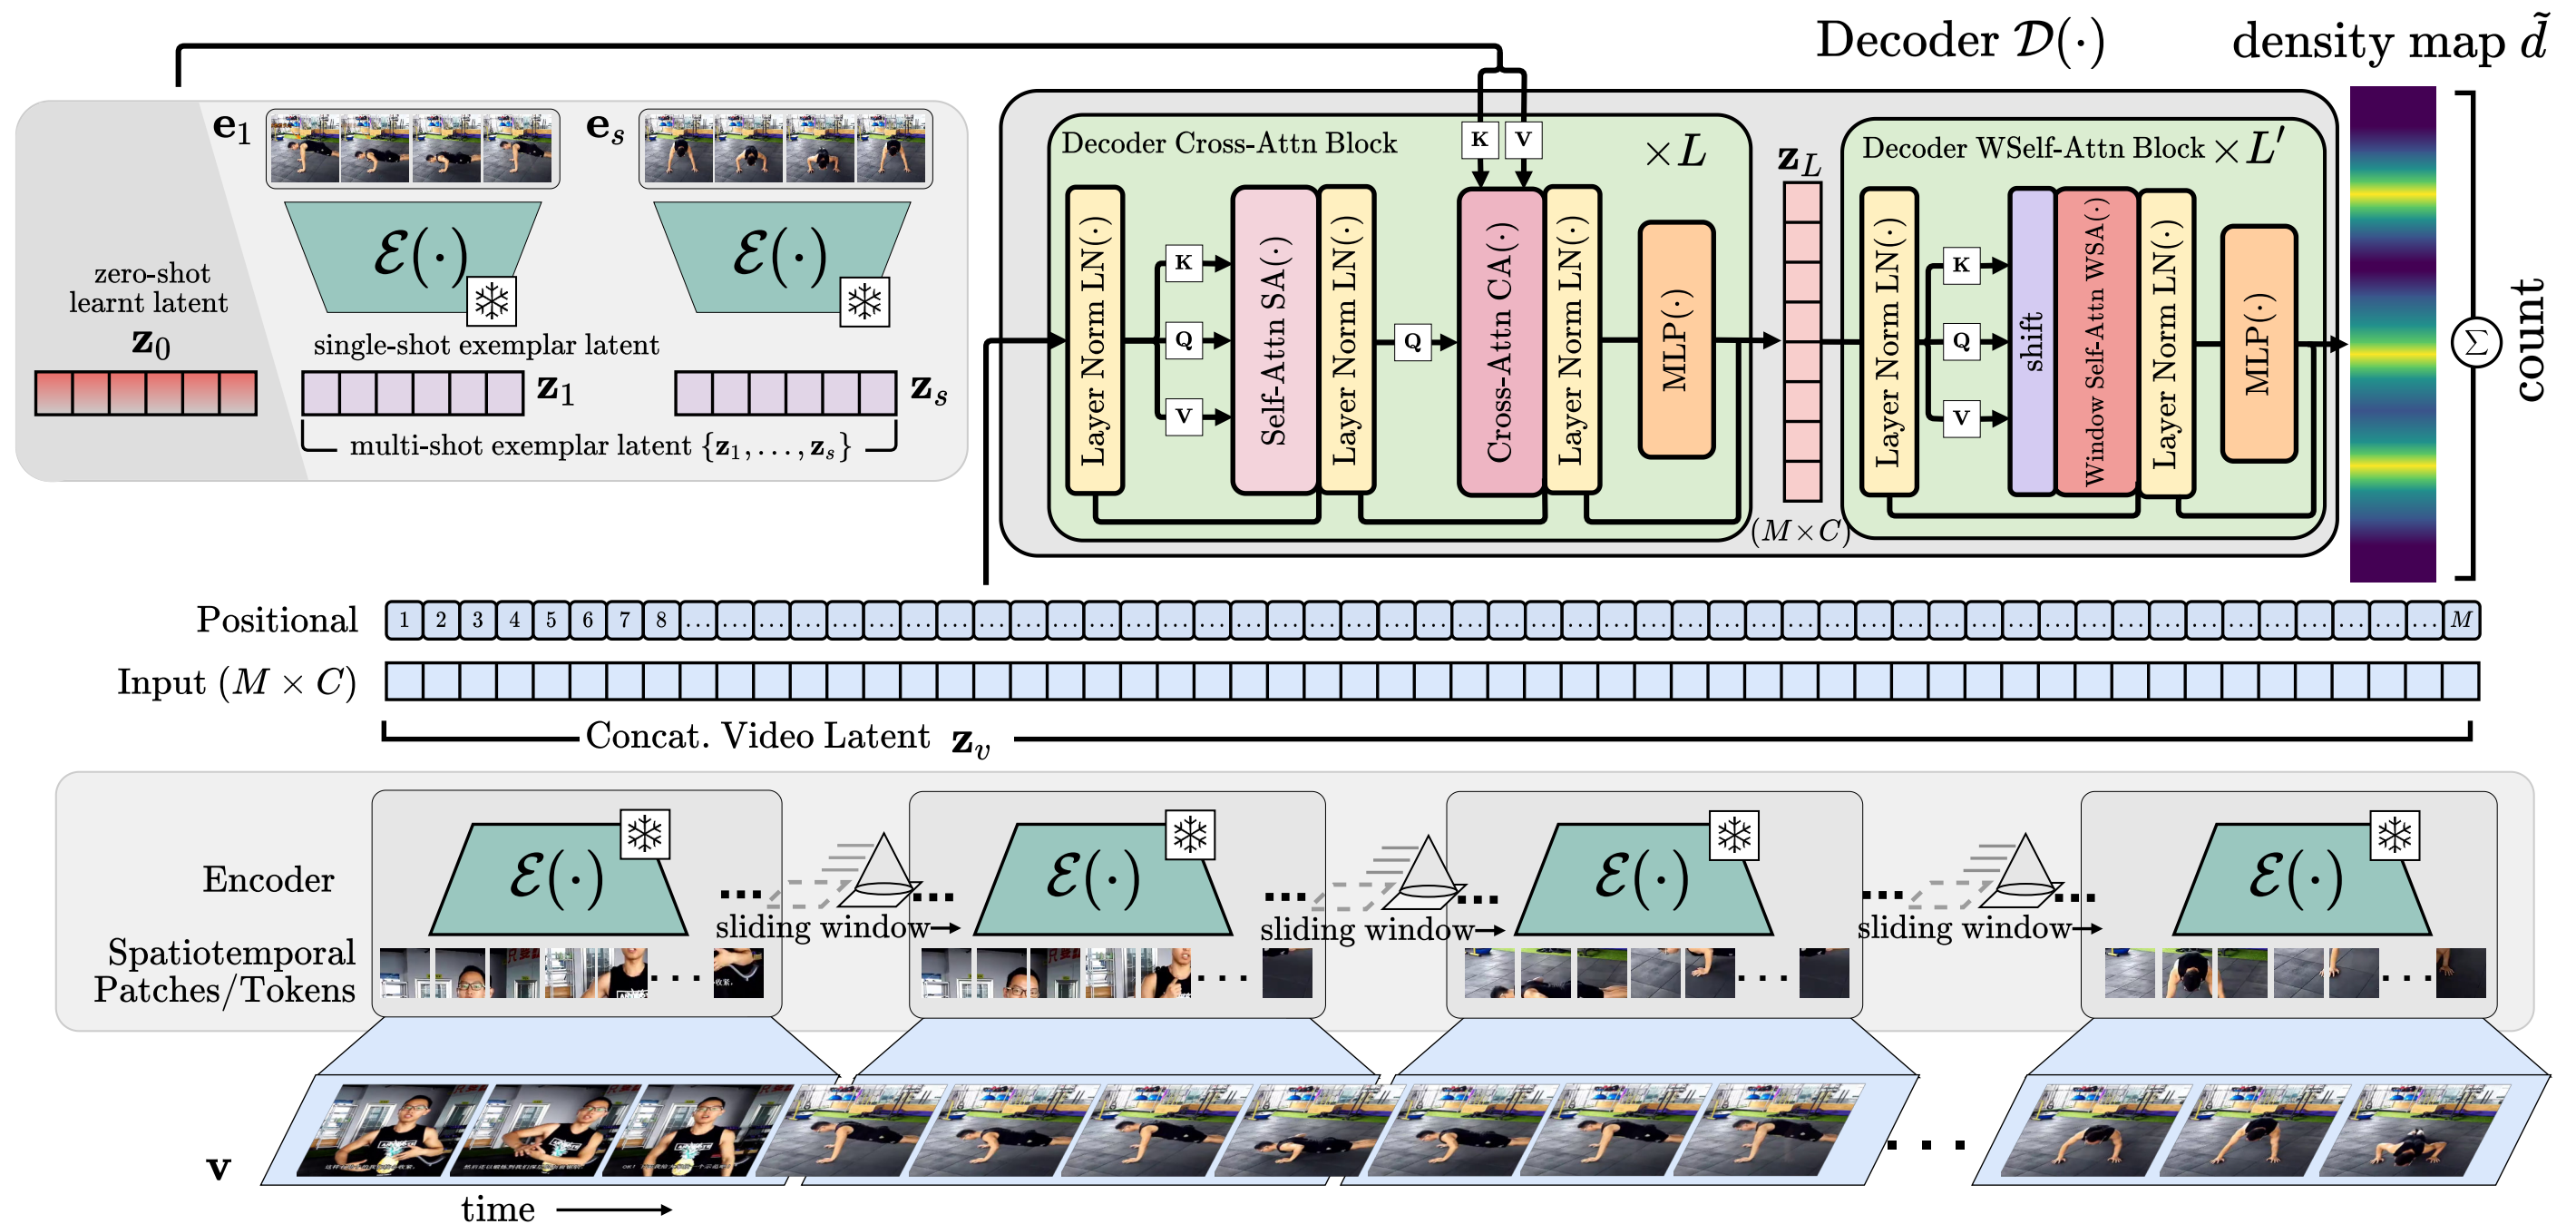 Decoder 𝒟(·)
density map d̃
e₁
eₛ
ℰ(·)
ℰ(·)
zero-shot
learnt latent
z₀
single-shot exemplar latent
z₁
zₛ
multi-shot exemplar latent {z₁,...,zₛ}
Decoder Cross-Attn Block
×L
K
V
Layer Norm LN(·)
K
Q
V
Self-Attn SA(·)
Layer Norm LN(·)
Q
Cross-Attn CA(·)
Layer Norm LN(·)
MLP(·)
z_L
(M×C)
Decoder WSelf-Attn Block ×L′
Layer Norm LN(·)
K
Q
V
shift
Window Self-Attn WSA(·)
Layer Norm LN(·)
MLP(·)
Σ
count
Positional 1 2 3 4 5 6 7 8 ... ... ... ... ... ... ... ... ... ... ... ... ... ... ... ... ... ... ... ... ... ... ... ... ... ... ... ... ... ... ... ... ... ... ... ... ... ... ... ... ... ... ... ... M
Input (M × C)
Concat. Video Latent z_v
Encoder
ℰ(·)
...
...
sliding window
ℰ(·)
...
...
sliding window
ℰ(·)
...
...
sliding window
ℰ(·)
Spatiotemporal
Patches/Tokens
...
...
...
...
v
...
time